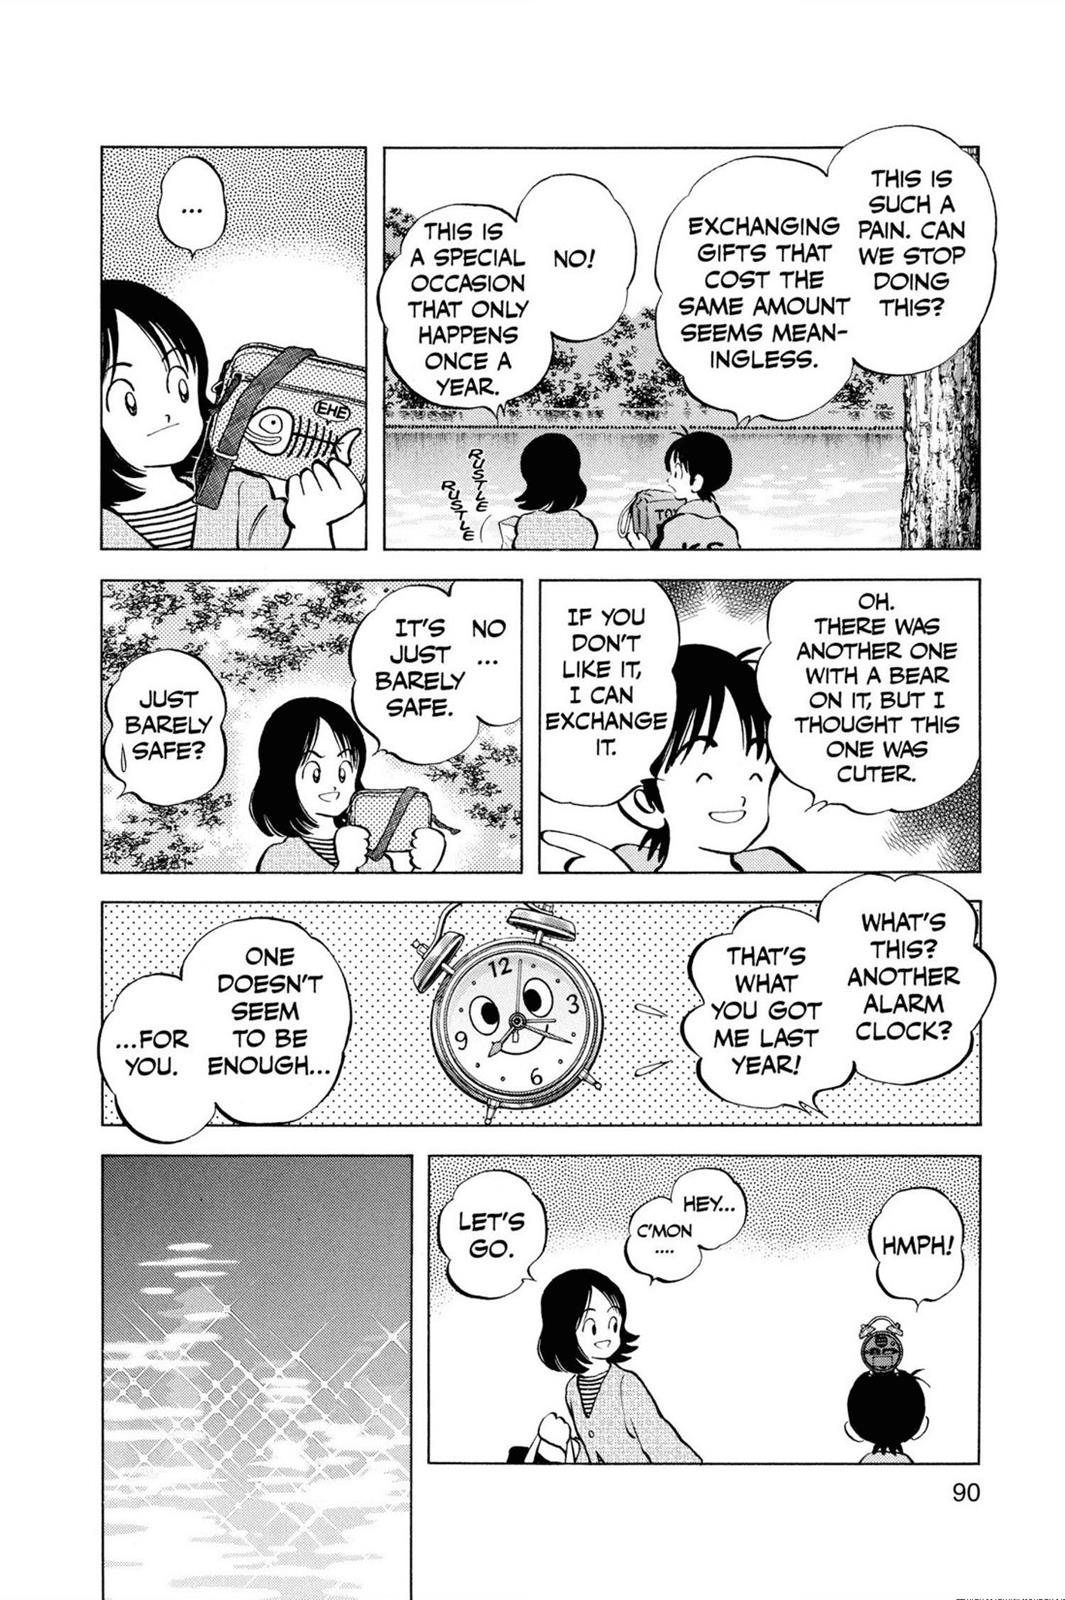 THIS IS
SUCH A
PAIN. CAN
WE STOP
DOING
THIS?
EXCHANGING
GIFTS THAT
COST THE
SAME AMOUNT
SEEMS MEAN-
INGLESS.
NO!
THIS IS
A SPECIAL
OCCASION
THAT ONLY
HAPPENS
ONCE A
YEAR.
RUSTLE
RUSTLE
TOY
KS
...
EHE
OH.
THERE WAS
ANOTHER ONE
WITH A BEAR
ON IT, BUT I
THOUGHT THIS
ONE WAS
CUTER.
IF YOU
DON'T
LIKE IT,
I CAN
EXCHANGE
IT.
NO
...
IT'S
JUST
BARELY
SAFE.
JUST
BARELY
SAFE?
WHAT'S
THIS?
ANOTHER
ALARM
CLOCK?
THAT'S
WHAT
YOU GOT
ME LAST
YEAR!
12
3
6
9
ONE
DOESN'T
SEEM
TO BE
ENOUGH...
...FOR
YOU.
HMPH!
HEY...
C'MON
....
LET'S
GO.
90